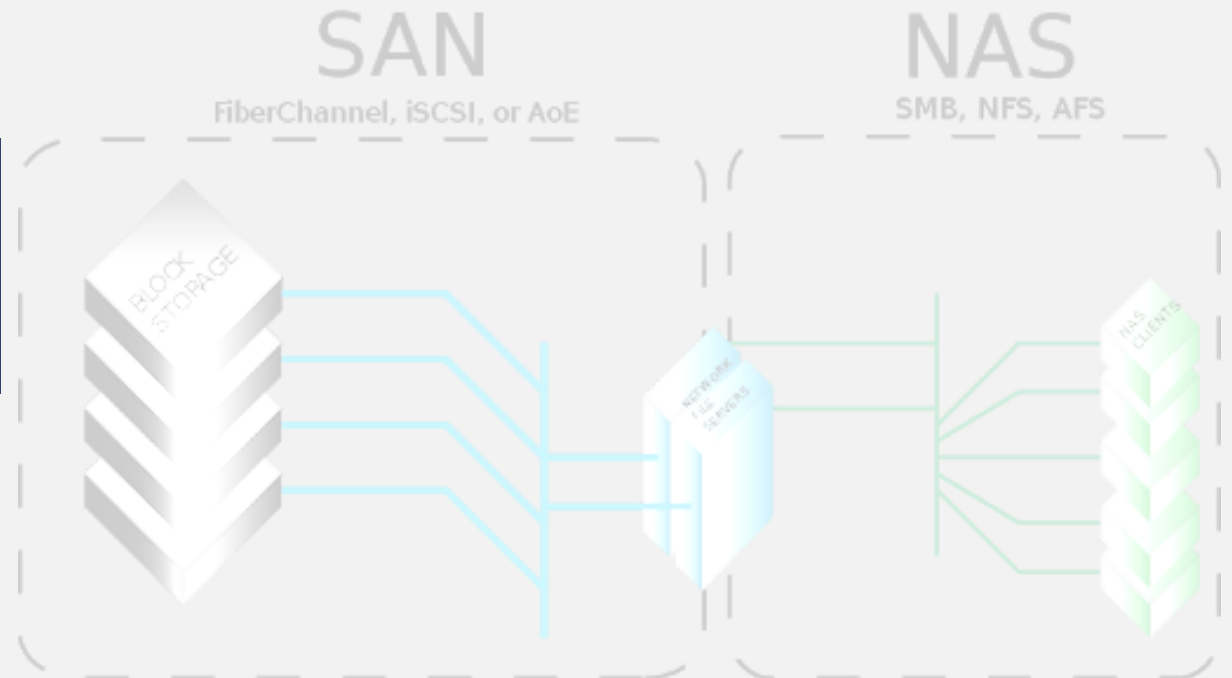 SAN
FiberChannel, iSCSI, or AoE
NAS
SMB, NFS, AFS
BLOCK
STORAGE
NETWORK
FILE
SERVERS
NAS
CLIENTS